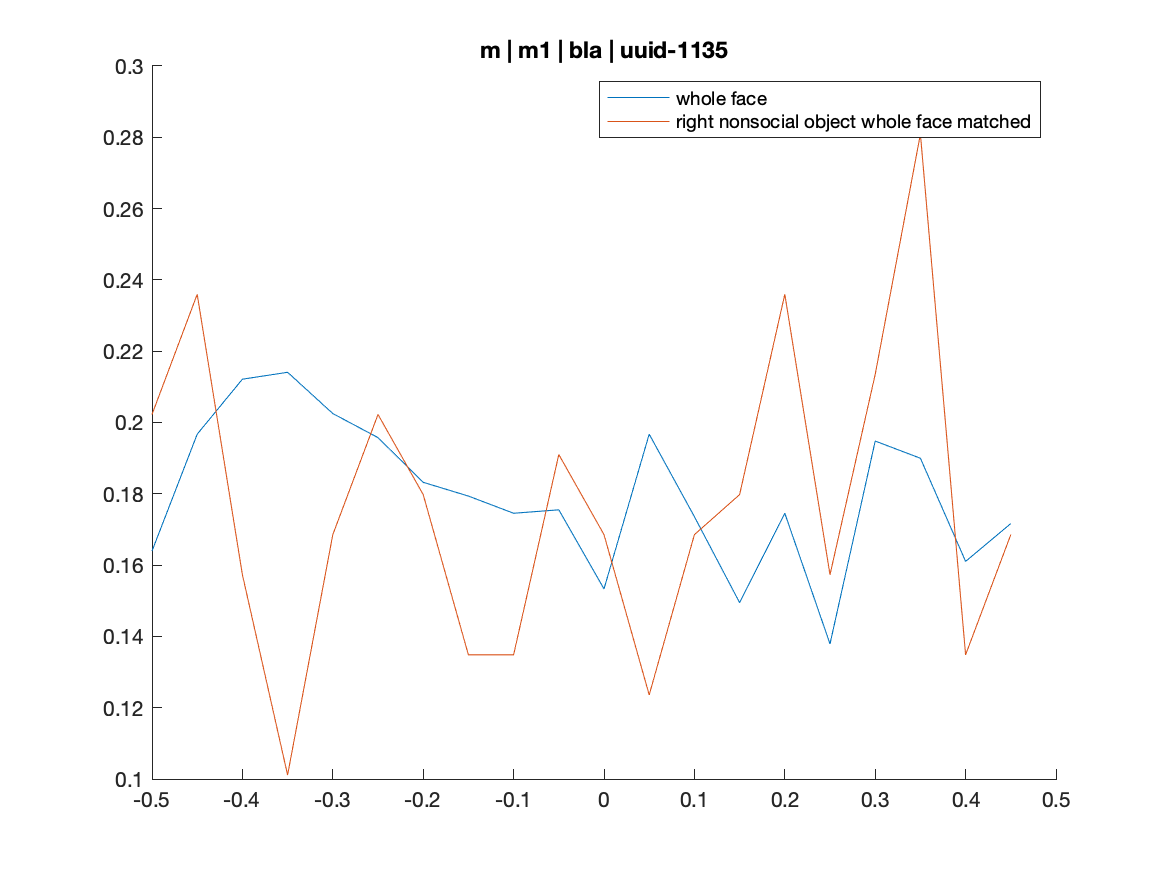 m | m1 | bla | uuid-1135
whole face
right nonsocial object whole face matched
0.3
0.28
0.26
0.24
0.22
0.2
0.18
0.16
0.14
0.12
0.1
-0.5 -0.4 -0.3 -0.2 -0.1 0 0.1 0.2 0.3 0.4 0.5